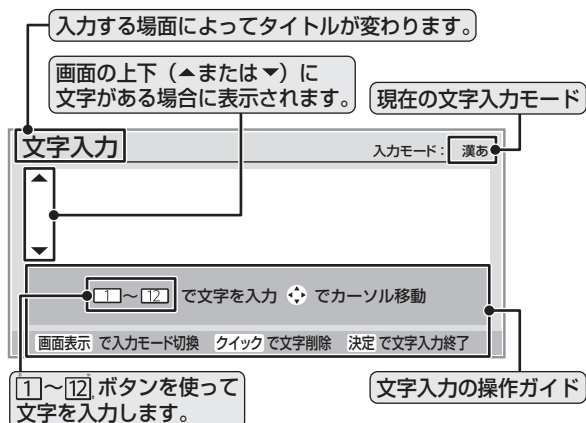 入力する場面によってタイトルが変わります。
画面の上下（▲または▼）に
文字がある場合に表示されます。
現在の文字入力モード
文字入力
入力モード： 漢あ
1～12 で文字を入力 でカーソル移動
画面表示 で入力モード切換 クイック で文字削除 決定 で文字入力終了
1～12 ボタンを使って
文字を入力します。
文字入力の操作ガイド